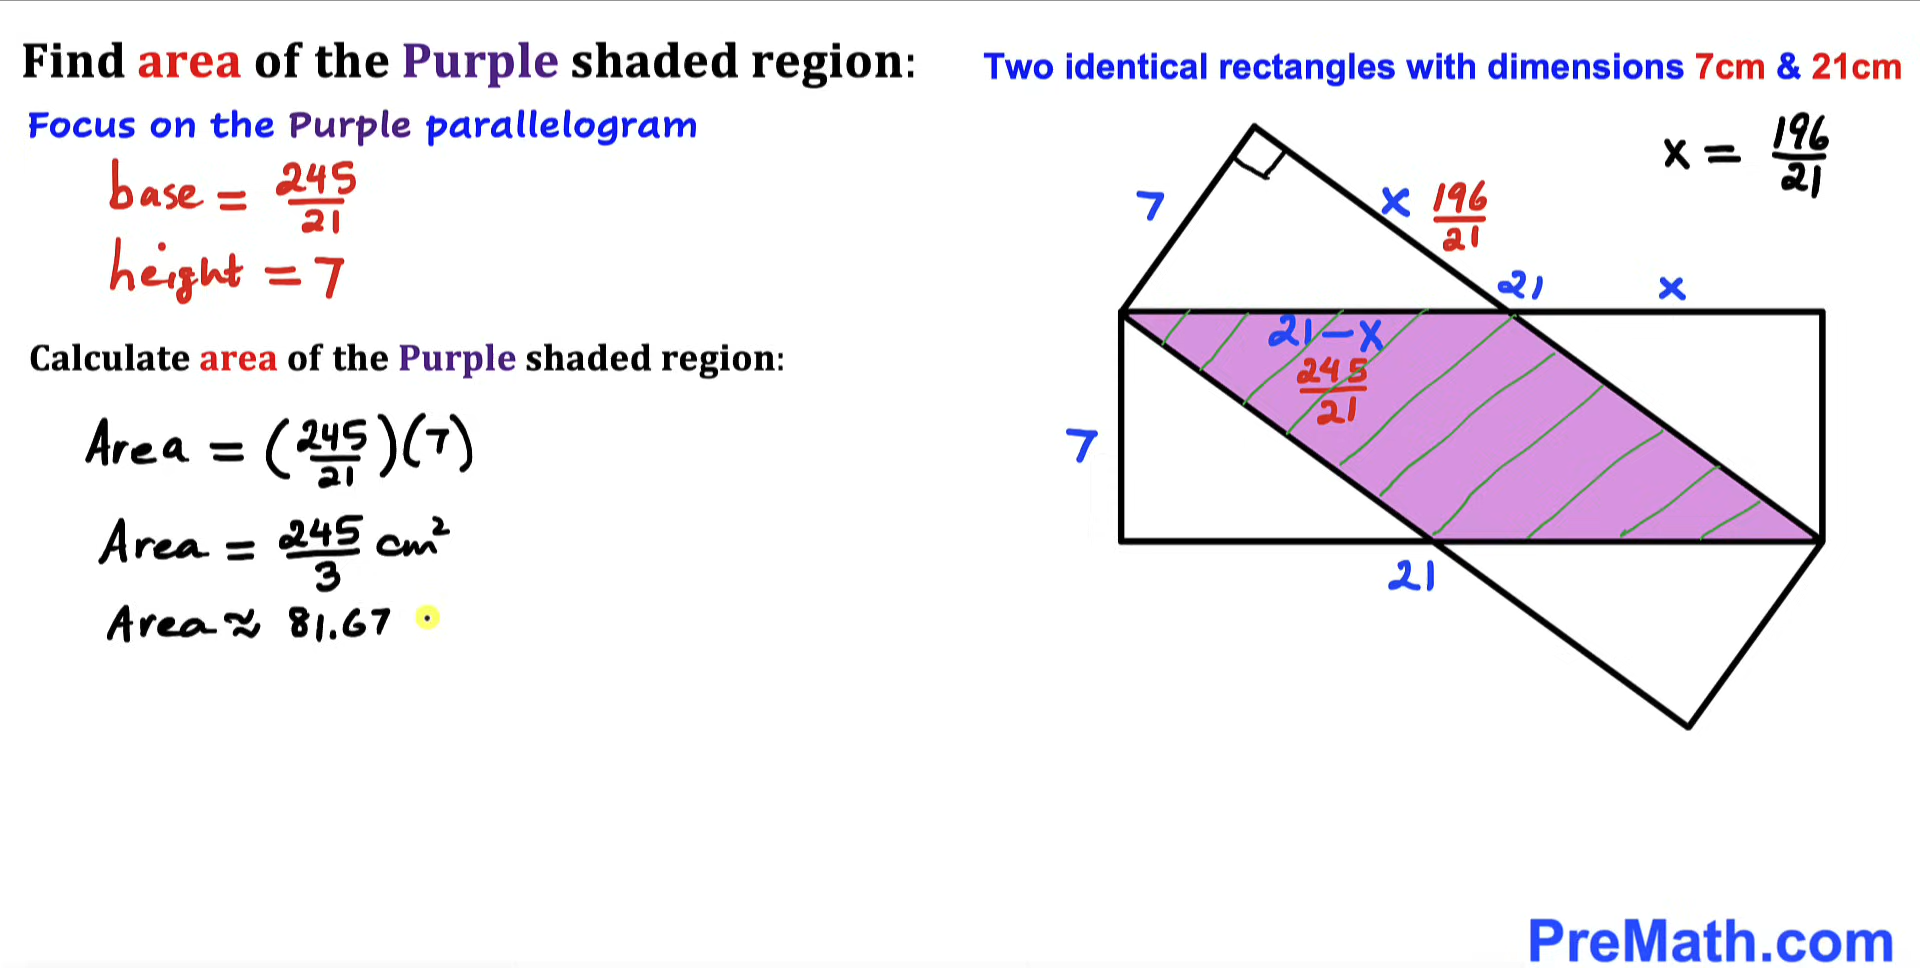 Find area of the Purple shaded region:
Focus on the Purple parallelogram
base = 245/21
height = 7
Calculate area of the Purple shaded region:
Area = (245/21)(7)
Area = 245/3 cm²
Area ≈ 81.67
Two identical rectangles with dimensions 7cm & 21cm
x = 196/21
7
x 196/21
21
x
21-x
245/21
7
21
PreMath.com